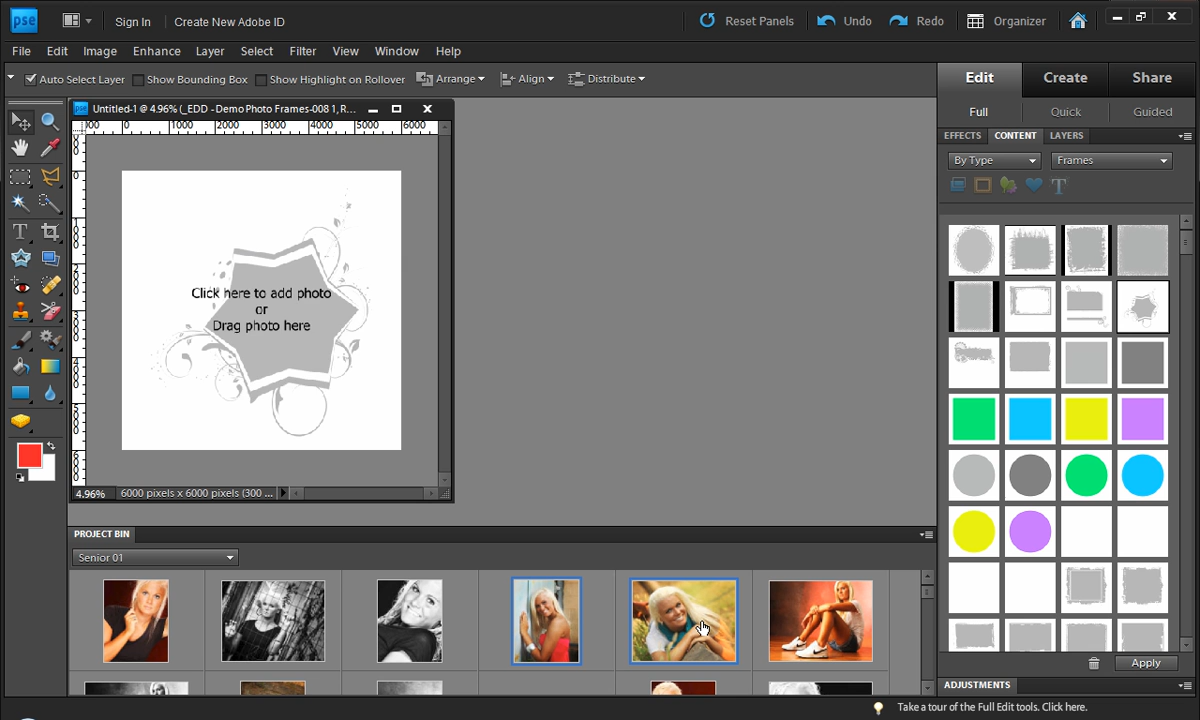 pse Sign In Create New Adobe ID Reset Panels Undo Redo Organizer
File Edit Image Enhance Layer Select Filter View Window Help
Auto Select Layer Show Bounding Box Show Highlight on Rollover Arrange Align Distribute
Edit Create Share
Full Quick Guided
EFFECTS CONTENT LAYERS
By Type Frames
T
pse Untitled-1 @ 4.96% (_EDD - Demo Photo Frames-008 1, R...
0 1000 2000 3000 4000 5000 6000
Click here to add photo
or
Drag photo here
T
4.96% 6000 pixels x 6000 pixels (300 ...
PROJECT BIN
Senior 01
Apply
ADJUSTMENTS
Take a tour of the Full Edit tools. Click here.